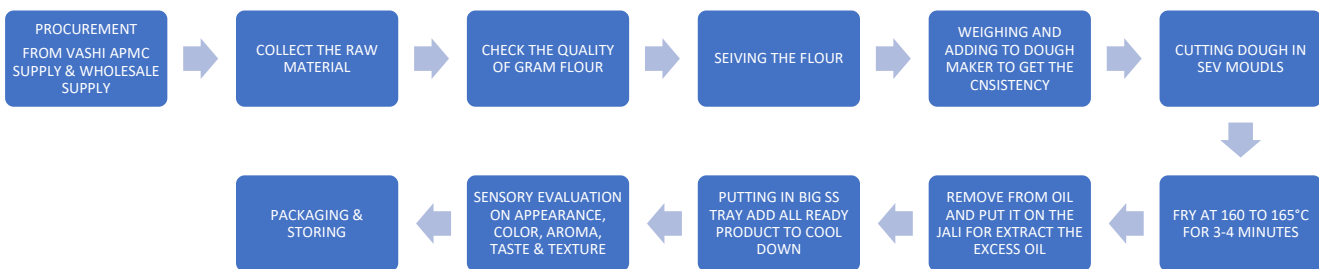 PROCUREMENT
FROM VASHI APMC
SUPPLY & WHOLESALE
SUPPLY
COLLECT THE RAW
MATERIAL
CHECK THE QUALITY
OF GRAM FLOUR
SEIVING THE FLOUR
WEIGHING AND
ADDING TO DOUGH
MAKER TO GET THE
CNSISTENCY
CUTTING DOUGH IN
SEV MOUDLS
FRY AT 160 TO 165°C
FOR 3-4 MINUTES
REMOVE FROM OIL
AND PUT IT ON THE
JALI FOR EXTRACT THE
EXCESS OIL
PUTTING IN BIG SS
TRAY ADD ALL READY
PRODUCT TO COOL
DOWN
SENSORY EVALUATION
ON APPEARANCE,
COLOR, AROMA,
TASTE & TEXTURE
PACKAGING &
STORING